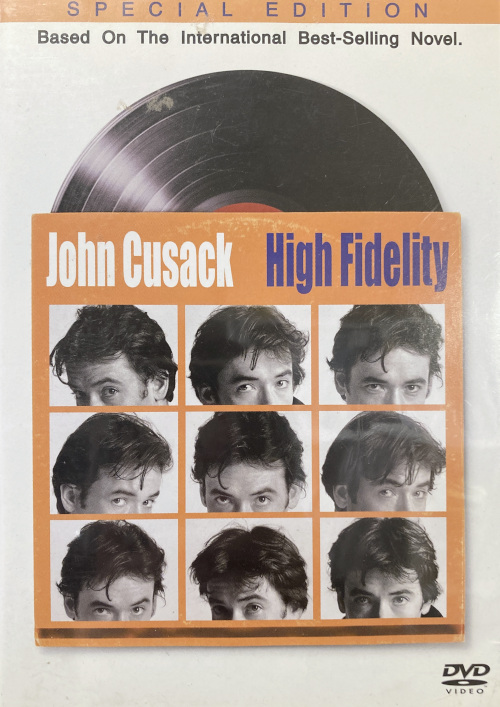 SPECIAL EDITION
Based On The International Best-Selling Novel.
John Cusack High Fidelity
DVD
VIDEO